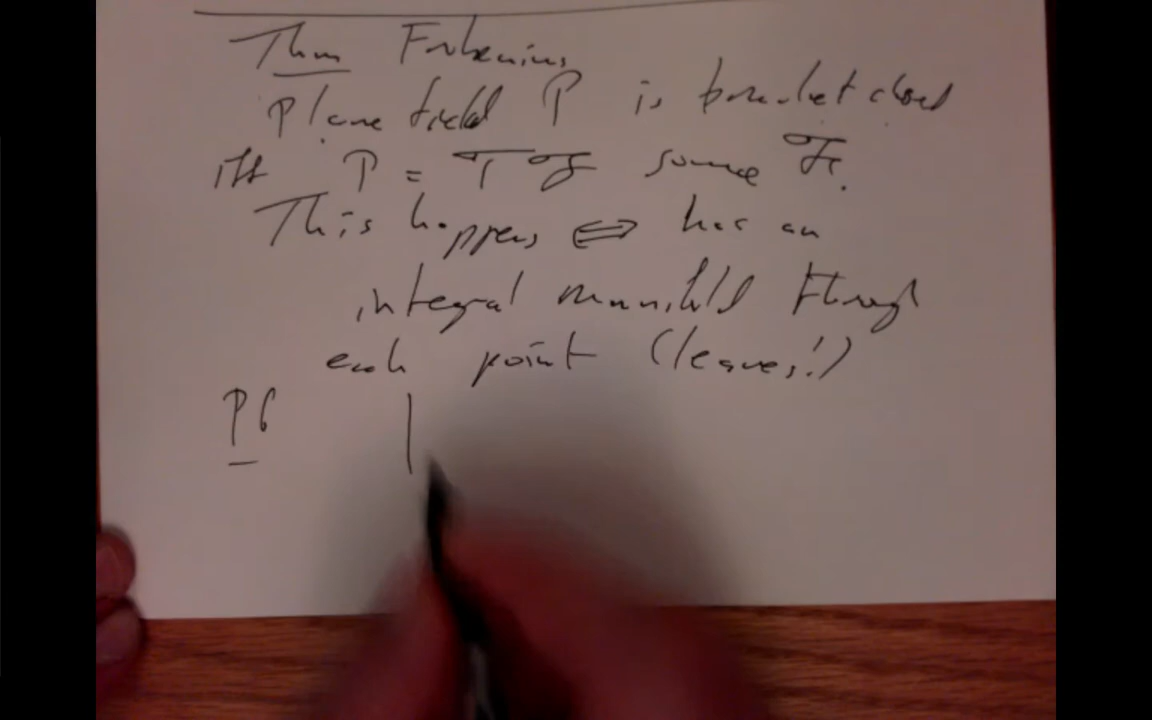 Thm Frobenius
Plane field P is bracket closed
iff P = TF some F.
This happens ⇔ has an
integral manifold through
each point (leaves!)
Pf